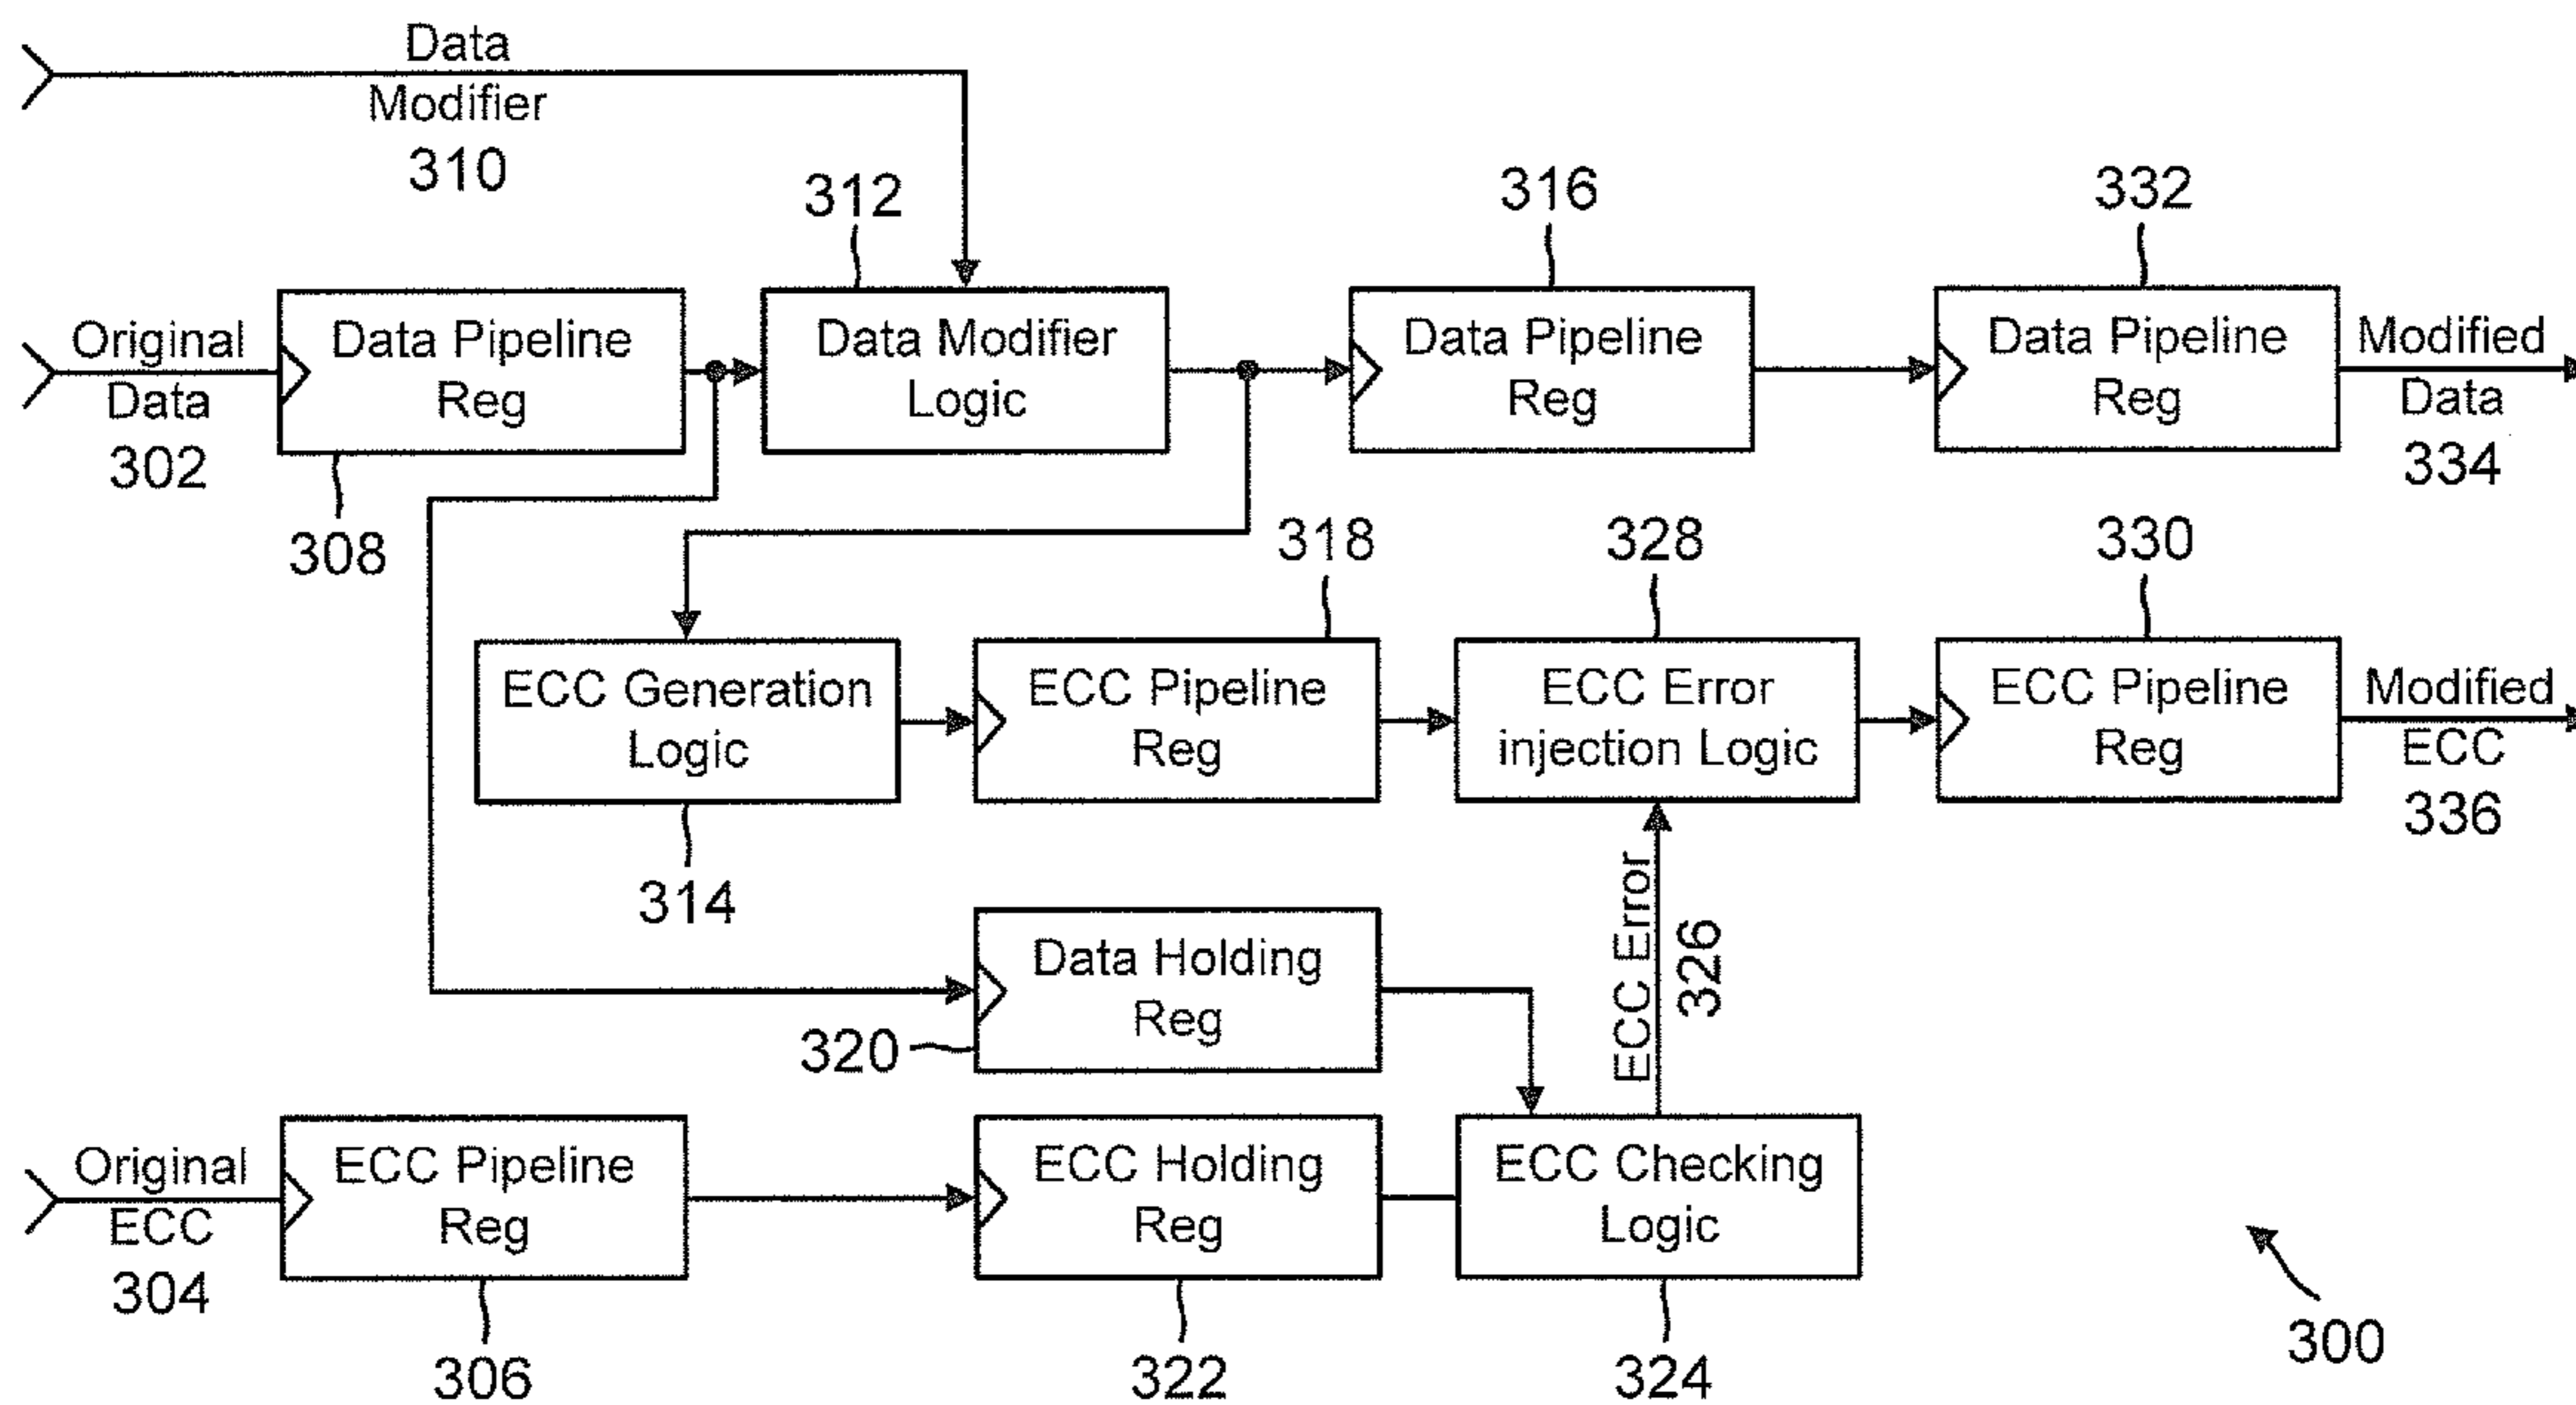 Data
Modifier
310
312
316
332
Original
Data
302
Data Pipeline
Reg
308
Data Modifier
Logic
Data Pipeline
Reg
Data Pipeline
Reg
Modified
Data
334
318
328
330
ECC Generation
Logic
314
ECC Pipeline
Reg
ECC Error
injection Logic
ECC Pipeline
Reg
Modified
ECC
336
Data Holding
Reg
320
ECC Error
326
Original
ECC
304
ECC Pipeline
Reg
306
ECC Holding
Reg
322
ECC Checking
Logic
324
300